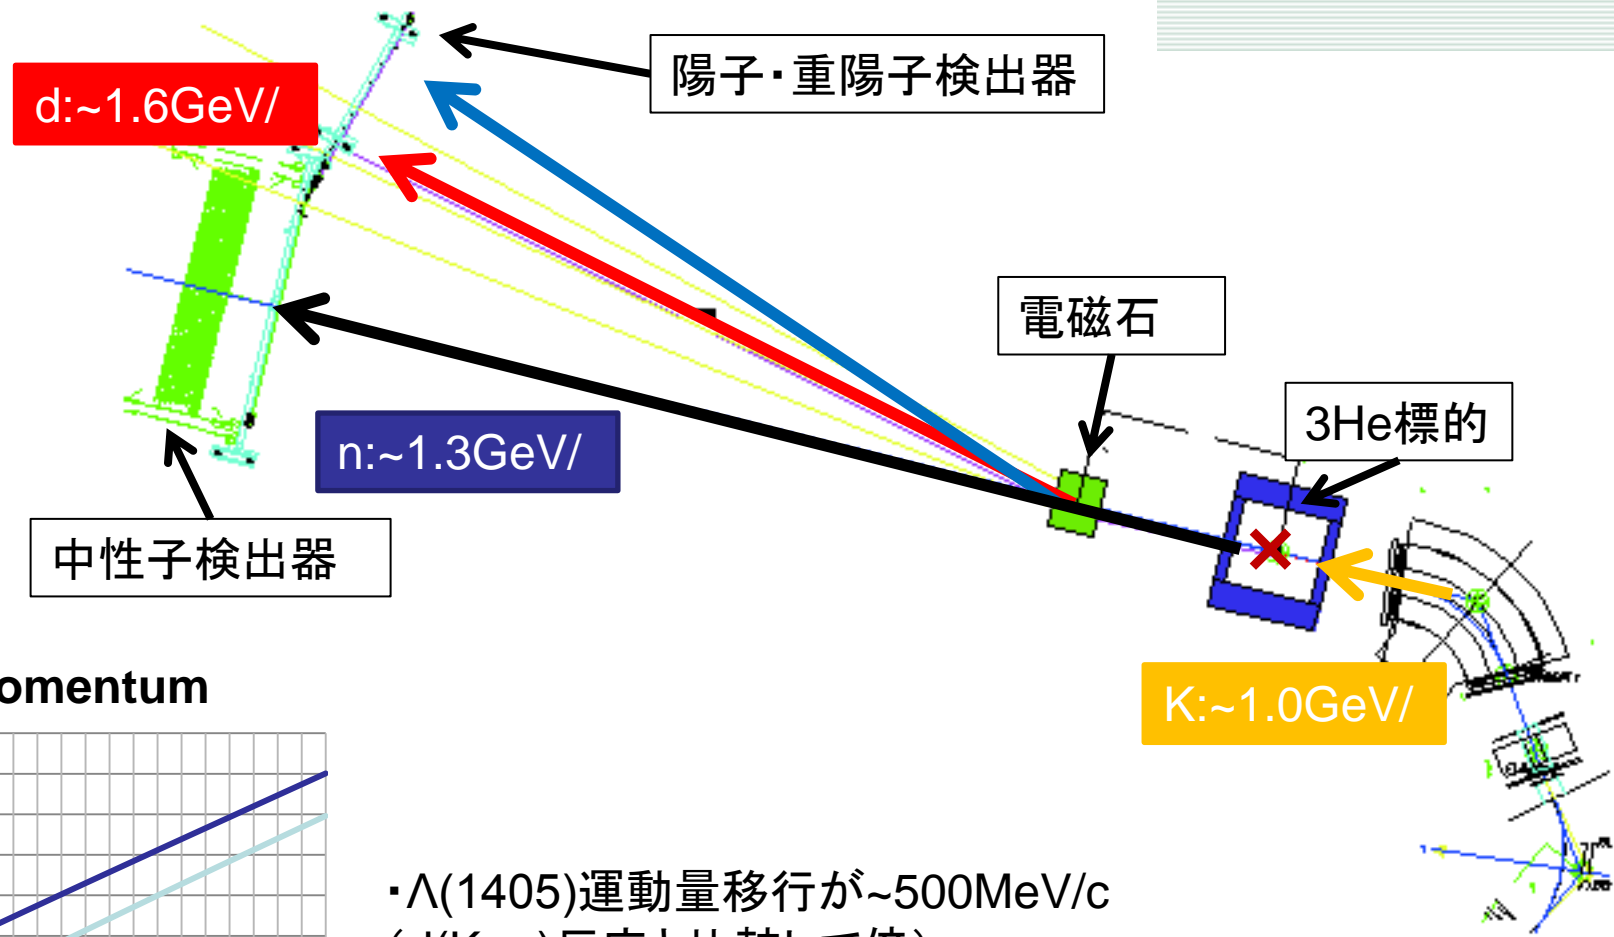 陽子・重陽子検出器
d:~1.6GeV/
電磁石
3He標的
n:~1.3GeV/
中性子検出器
K:~1.0GeV/
omentum
・Λ(1405)運動量移行が~500MeV/c